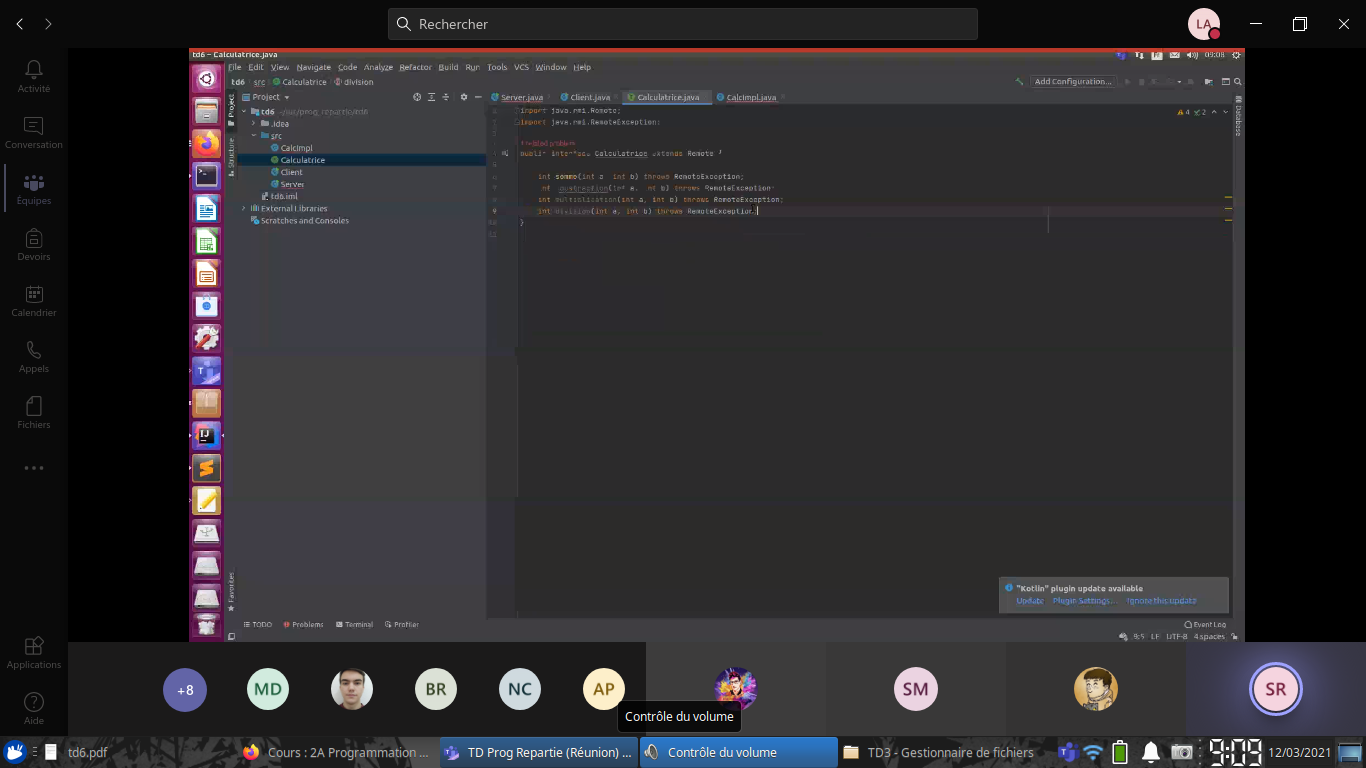 Rechercher
LA
Activité
Conversation
Équipes
Devoirs
Calendrier
Appels
Fichiers
Applications
Aide
td6 – Calculatrice.java
09:08
File Edit View Navigate Code Analyze Refactor Build Run Tools VCS Window Help
td6 src Calculatrice division
Add Configuration...
Project
Server.java Client.java Calculatrice.java CalcImpl.java
Project
Structure
Favorites
Database
td6
.idea
src
CalcImpl
Calculatrice
Client
Server
td6.iml
External Libraries
Scratches and Consoles
4 2
import java.rmi.Remote;
import java.rmi.RemoteException;
public interface Calculatrice extends Remote
int somme(int a int b) throws RemoteException;
int b) throws RemoteException;
int multiplication(int a, int b) throws RemoteException;
int division(int a, int b) throws RemoteException;
}
"Kotlin" plugin update available
Update Plugin Settings... Ignore this update
TODO Problems Terminal Profiler
Event Log
9:5 LF UTF-8 4 spaces
+8 MD BR NC AP SM SR
Contrôle du volume
td6.pdf
Cours : 2A Programmation ...
TD Prog Repartie (Réunion) ...
Contrôle du volume
TD3 - Gestionnaire de fichiers
9:09
12/03/2021